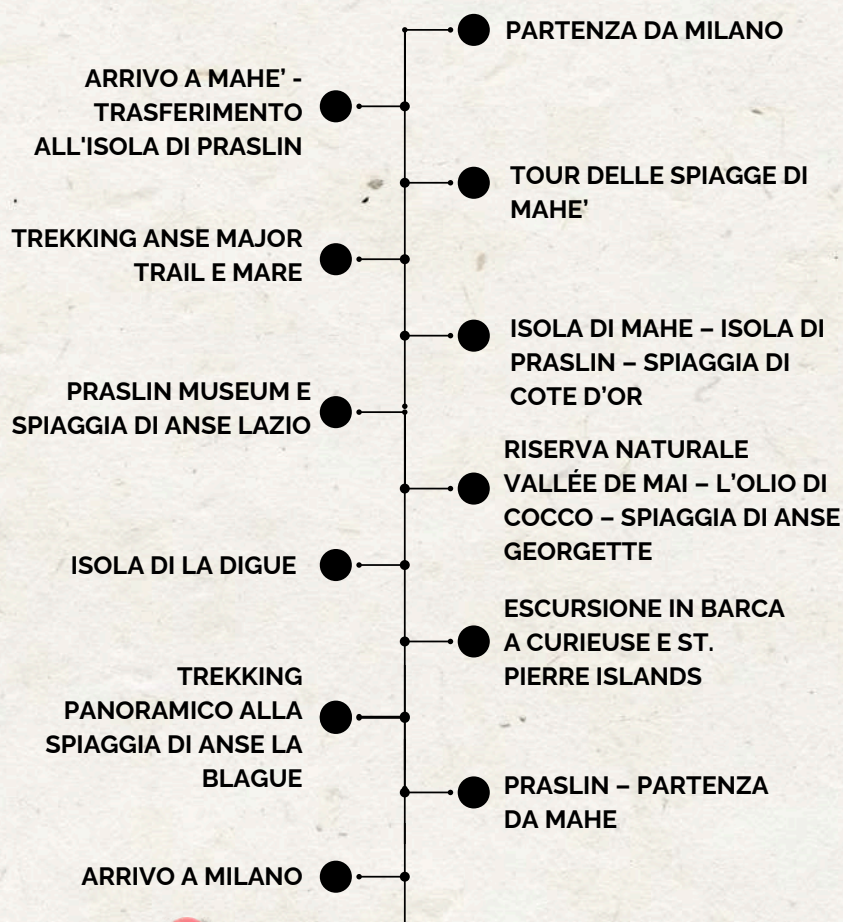 PARTENZA DA MILANO
ARRIVO A MAHE’ -
TRASFERIMENTO
ALL'ISOLA DI PRASLIN
TOUR DELLE SPIAGGE DI
MAHE’
TREKKING ANSE MAJOR
TRAIL E MARE
ISOLA DI MAHE – ISOLA DI
PRASLIN – SPIAGGIA DI
COTE D’OR
PRASLIN MUSEUM E
SPIAGGIA DI ANSE LAZIO
RISERVA NATURALE
VALLÉE DE MAI – L’OLIO DI
COCCO – SPIAGGIA DI ANSE
GEORGETTE
ISOLA DI LA DIGUE
ESCURSIONE IN BARCA
A CURIEUSE E ST.
PIERRE ISLANDS
TREKKING
PANORAMICO ALLA
SPIAGGIA DI ANSE LA
BLAGUE
PRASLIN – PARTENZA
DA MAHE
ARRIVO A MILANO